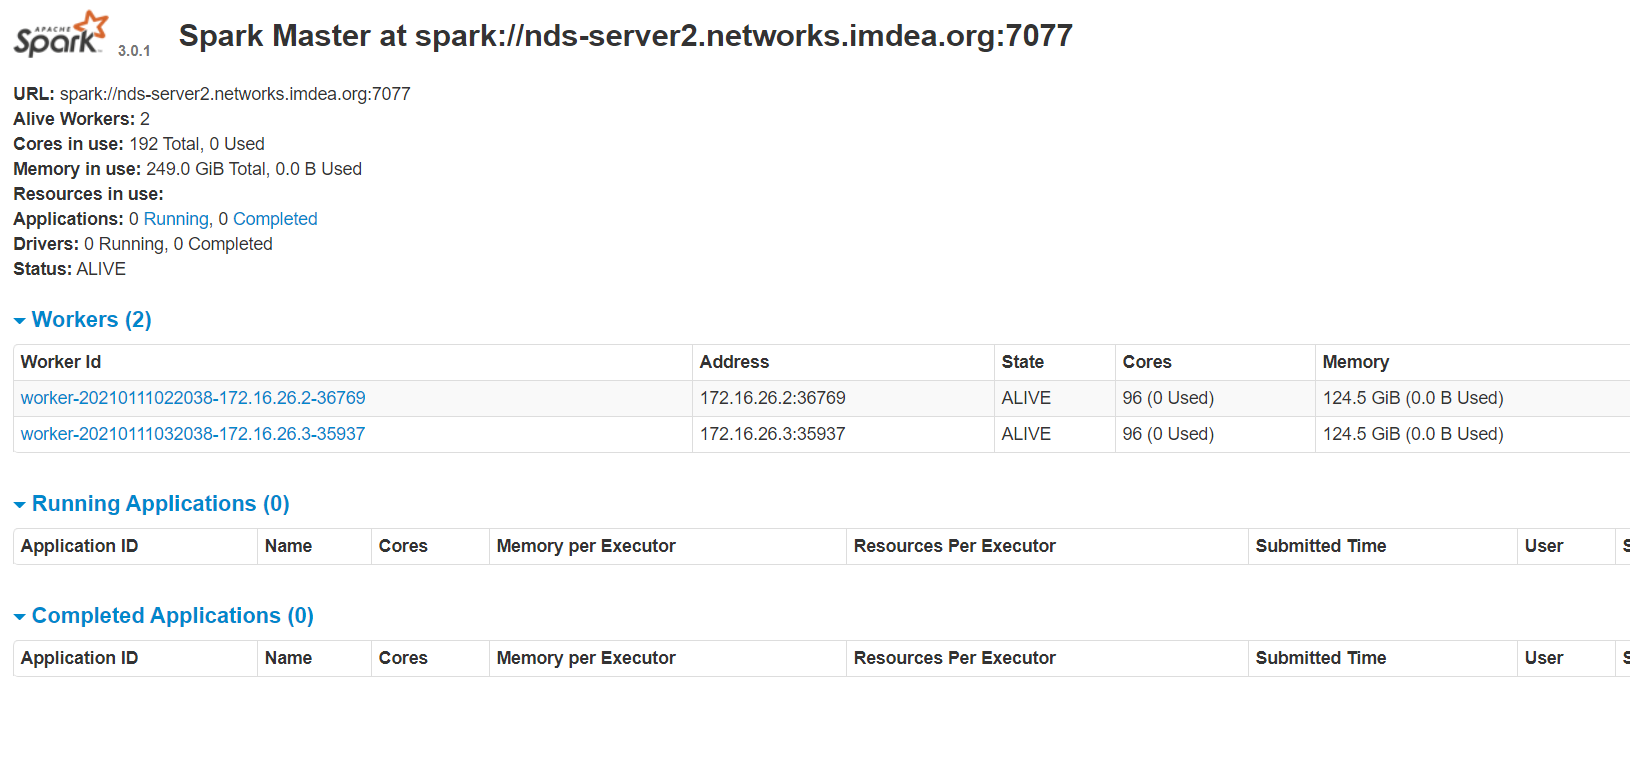 APACHE
Spark 3.0.1 Spark Master at spark://nds-server2.networks.imdea.org:7077
URL: spark://nds-server2.networks.imdea.org:7077
Alive Workers: 2
Cores in use: 192 Total, 0 Used
Memory in use: 249.0 GiB Total, 0.0 B Used
Resources in use:
Applications: 0 Running, 0 Completed
Drivers: 0 Running, 0 Completed
Status: ALIVE
Workers (2)
Worker Id Address State Cores Memory
worker-20210111022038-172.16.26.2-36769 172.16.26.2:36769 ALIVE 96 (0 Used) 124.5 GiB (0.0 B Used)
worker-20210111032038-172.16.26.3-35937 172.16.26.3:35937 ALIVE 96 (0 Used) 124.5 GiB (0.0 B Used)
Running Applications (0)
Application ID Name Cores Memory per Executor Resources Per Executor Submitted Time User
Completed Applications (0)
Application ID Name Cores Memory per Executor Resources Per Executor Submitted Time User